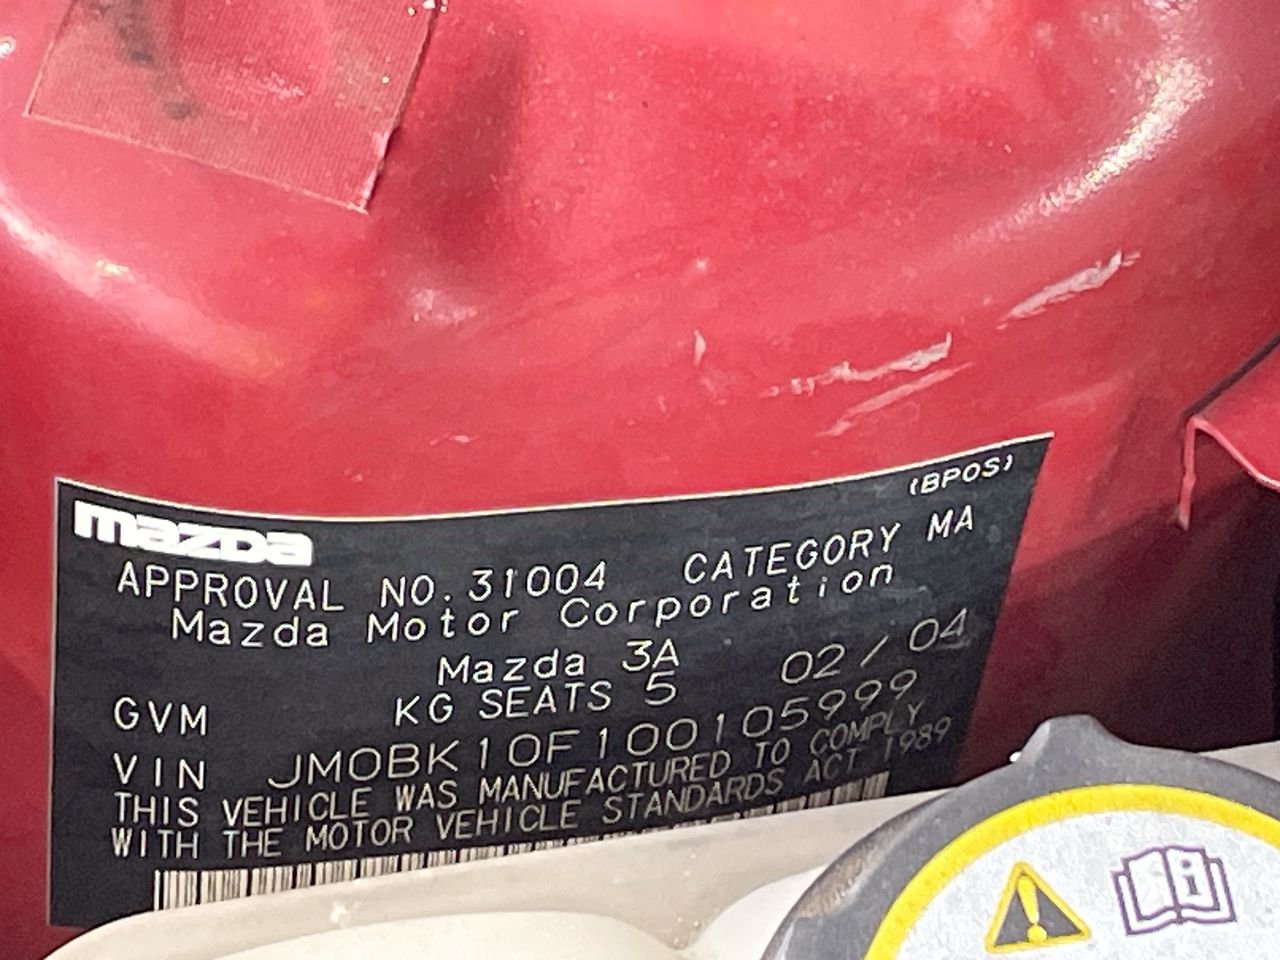 (BPOS)
mazda
APPROVAL NO.31004 CATEGORY MA
Mazda Motor Corporation
Mazda 3A 02/04
GVM KG SEATS 5
VIN JM0BK10F100105999
THIS VEHICLE WAS MANUFACTURED TO COMPLY
WITH THE MOTOR VEHICLE STANDARDS ACT 1989